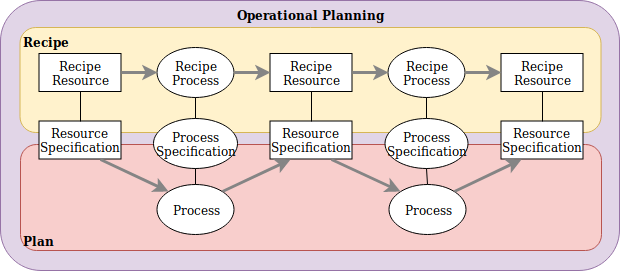 Operational Planning
Recipe
Recipe
Resource
Recipe
Process
Recipe
Resource
Recipe
Process
Recipe
Resource
Resource
Specification
Process
Specification
Resource
Specification
Process
Specification
Resource
Specification
Process
Process
Plan